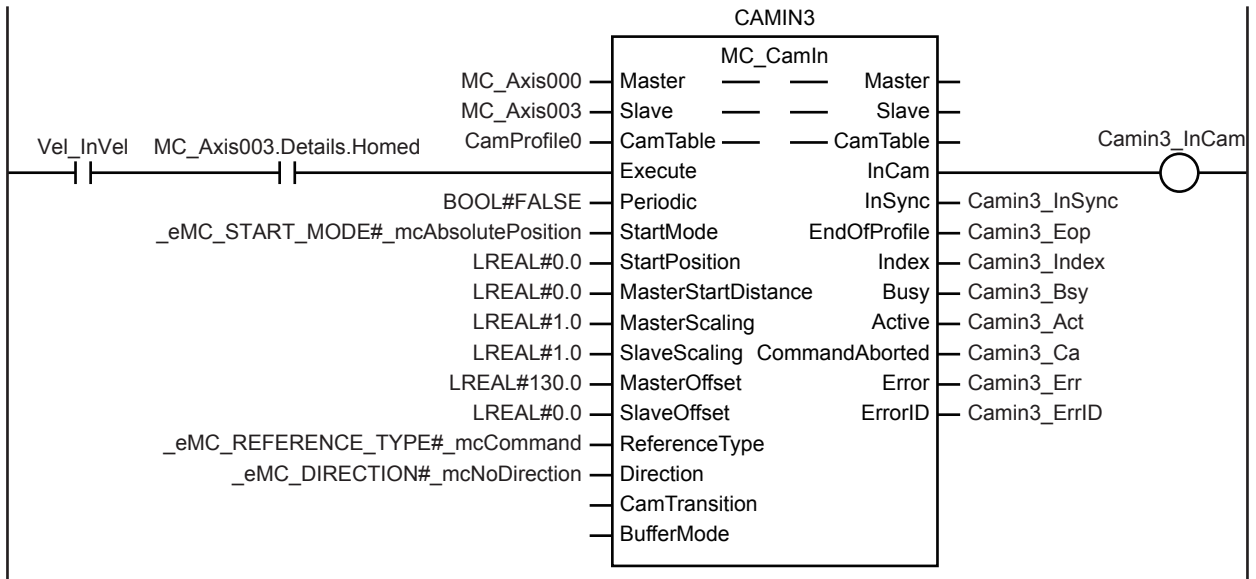 CAMIN3
MC_CamIn
MC_Axis000 Master Master
MC_Axis003 Slave Slave
CamProfile0 CamTable CamTable
Vel_InVel MC_Axis003.Details.Homed Execute InCam Camin3_InCam
BOOL#FALSE Periodic InSync Camin3_InSync
_eMC_START_MODE#_mcAbsolutePosition StartMode EndOfProfile Camin3_Eop
LREAL#0.0 StartPosition Index Camin3_Index
LREAL#0.0 MasterStartDistance Busy Camin3_Bsy
LREAL#1.0 MasterScaling Active Camin3_Act
LREAL#1.0 SlaveScaling CommandAborted Camin3_Ca
LREAL#130.0 MasterOffset Error Camin3_Err
LREAL#0.0 SlaveOffset ErrorID Camin3_ErrID
_eMC_REFERENCE_TYPE#_mcCommand ReferenceType
_eMC_DIRECTION#_mcNoDirection Direction
CamTransition
BufferMode